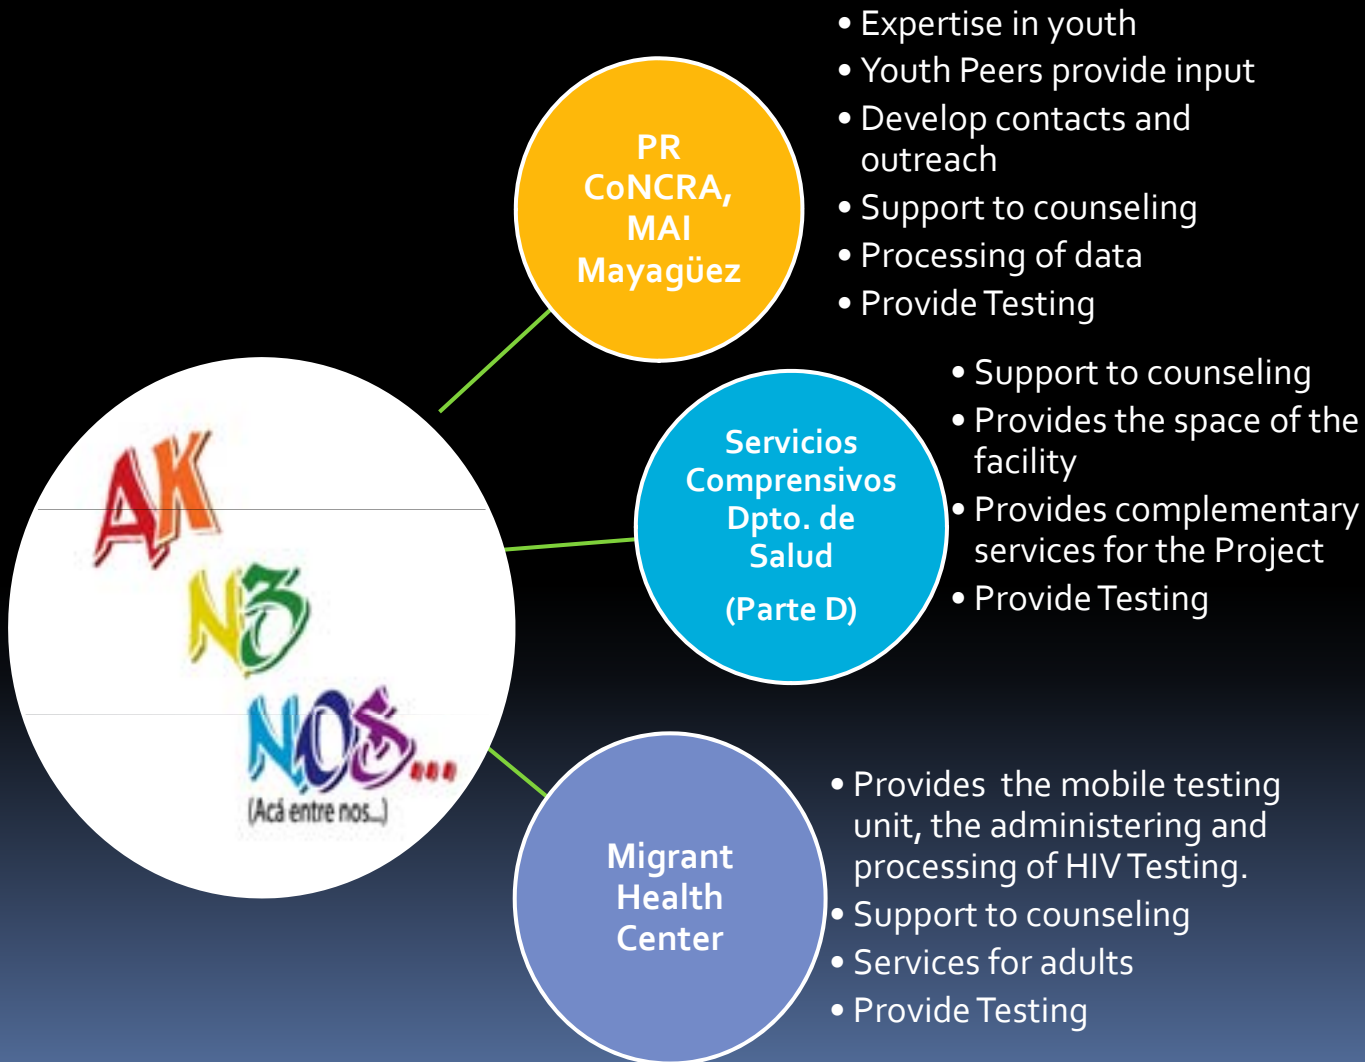 AK
N3
NOS...
(Acá entre nos...)
PR
CoNCRA,
MAI
Mayagüez
• Expertise in youth
• Youth Peers provide input
• Develop contacts and
outreach
• Support to counseling
• Processing of data
• Provide Testing
Servicios
Comprensivos
Dpto. de
Salud
(Parte D)
• Support to counseling
• Provides the space of the
facility
• Provides complementary
services for the Project
• Provide Testing
Migrant
Health
Center
• Provides the mobile testing
unit, the administering and
processing of HIV Testing.
• Support to counseling
• Services for adults
• Provide Testing